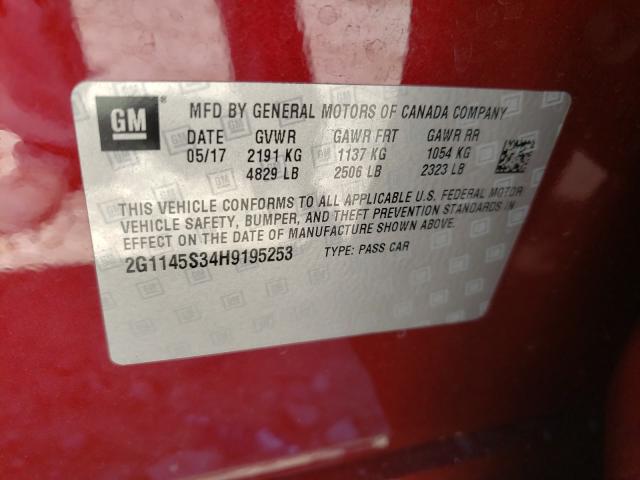 GM ® MFD BY GENERAL MOTORS OF CANADA COMPANY
DATE GVWR GAWR FRT GAWR RR
05/17 2191 KG 1137 KG 1054 KG
4829 LB 2506 LB 2323 LB
THIS VEHICLE CONFORMS TO ALL APPLICABLE U.S. FEDERAL MOTOR
VEHICLE SAFETY, BUMPER, AND THEFT PREVENTION STANDARDS IN
EFFECT ON THE DATE OF MANUFACTURE SHOWN ABOVE.
2G1145S34H9195253 TYPE: PASS CAR